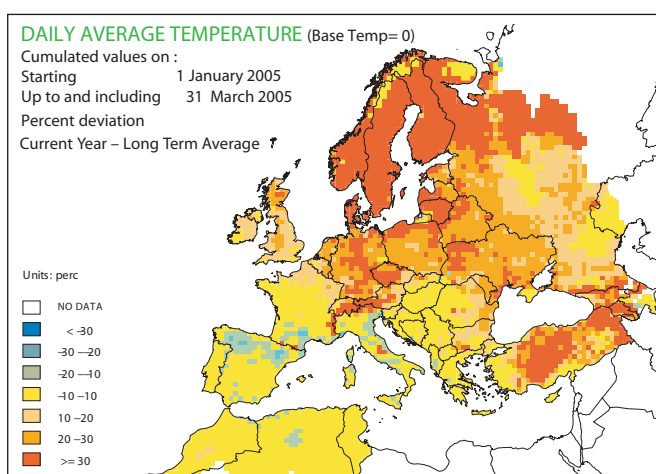 DAILY AVERAGE TEMPERATURE (Base Temp= 0)
Cumulated values on :
Starting 1 January 2005
Up to and including 31 March 2005
Percent deviation
Current Year – Long Term Average
Units: perc
NO DATA
< -30
-30 –-20
-20 –-10
-10 –10
10 –20
20 –30
>= 30